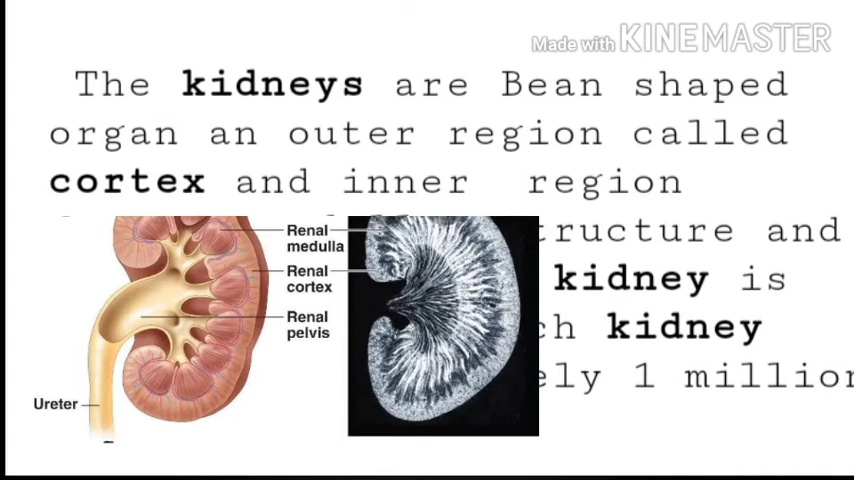 Made with KINEMASTER
The kidneys are Bean shaped
organ an outer region called
cortex and inner region
tructure and
kidney is
ch kidney
ely 1 million
Renal
medulla
Renal
cortex
Renal
pelvis
Ureter